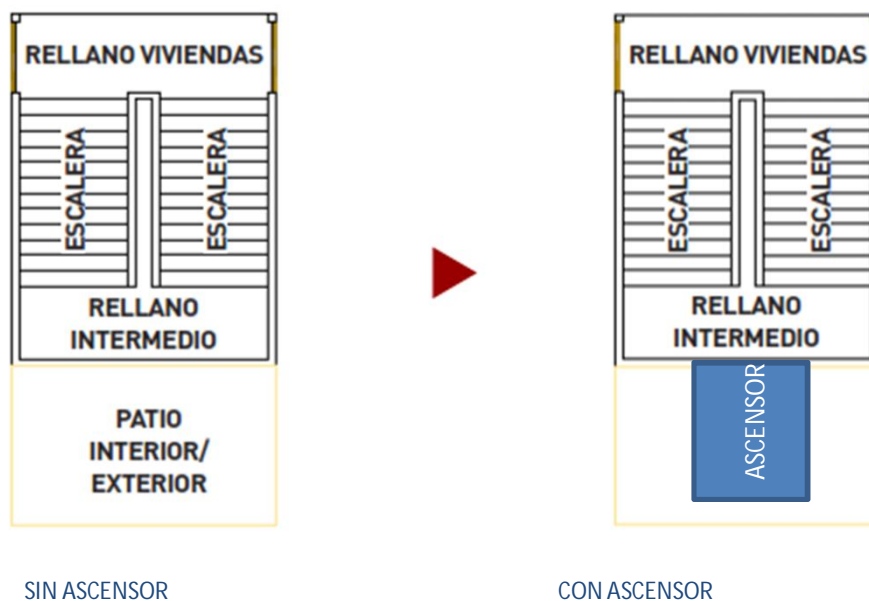 RELLANO VIVIENDAS
ESCALERA
ESCALERA
RELLANO
INTERMEDIO
PATIO
INTERIOR/
EXTERIOR
SIN ASCENSOR
RELLANO VIVIENDAS
ESCALERA
ESCALERA
RELLANO
INTERMEDIO
ASCENSOR
CON ASCENSOR